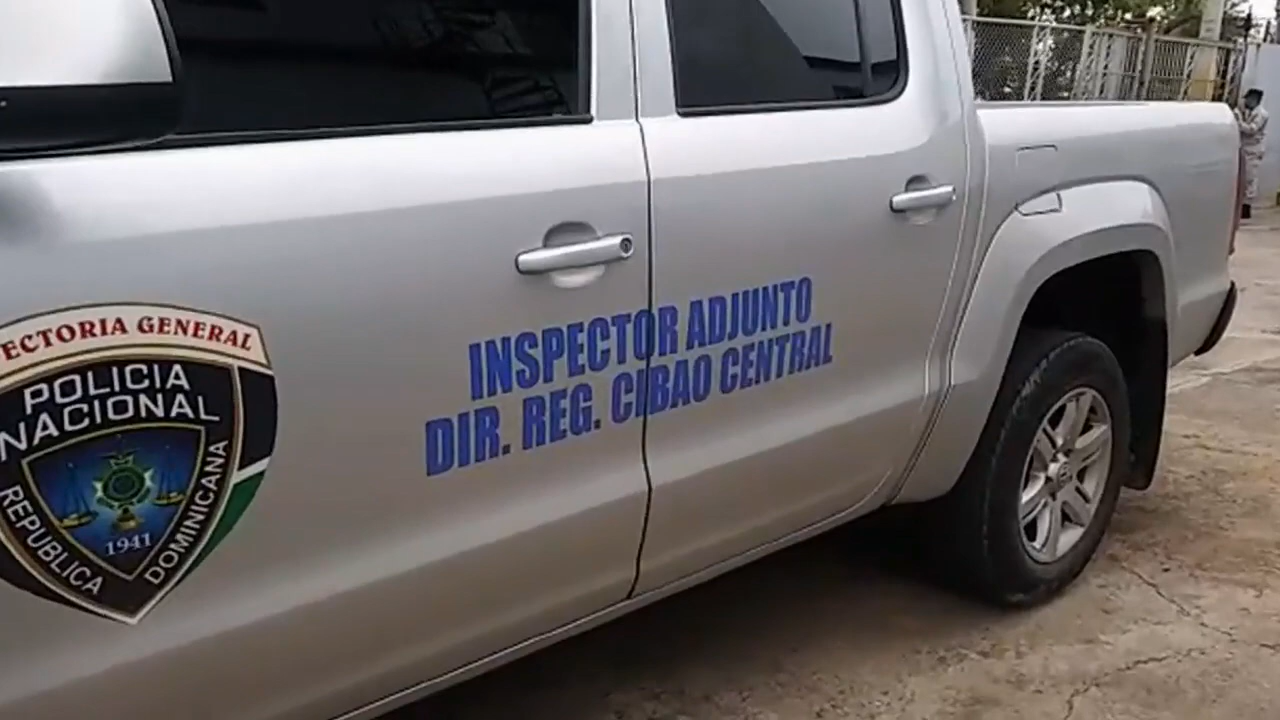 ECTORIA GENERAL
POLICIA
NACIONAL
REPUBLICA
DOMINICANA
1941
INSPECTOR ADJUNTO
DIR. REG. CIBAO CENTRAL